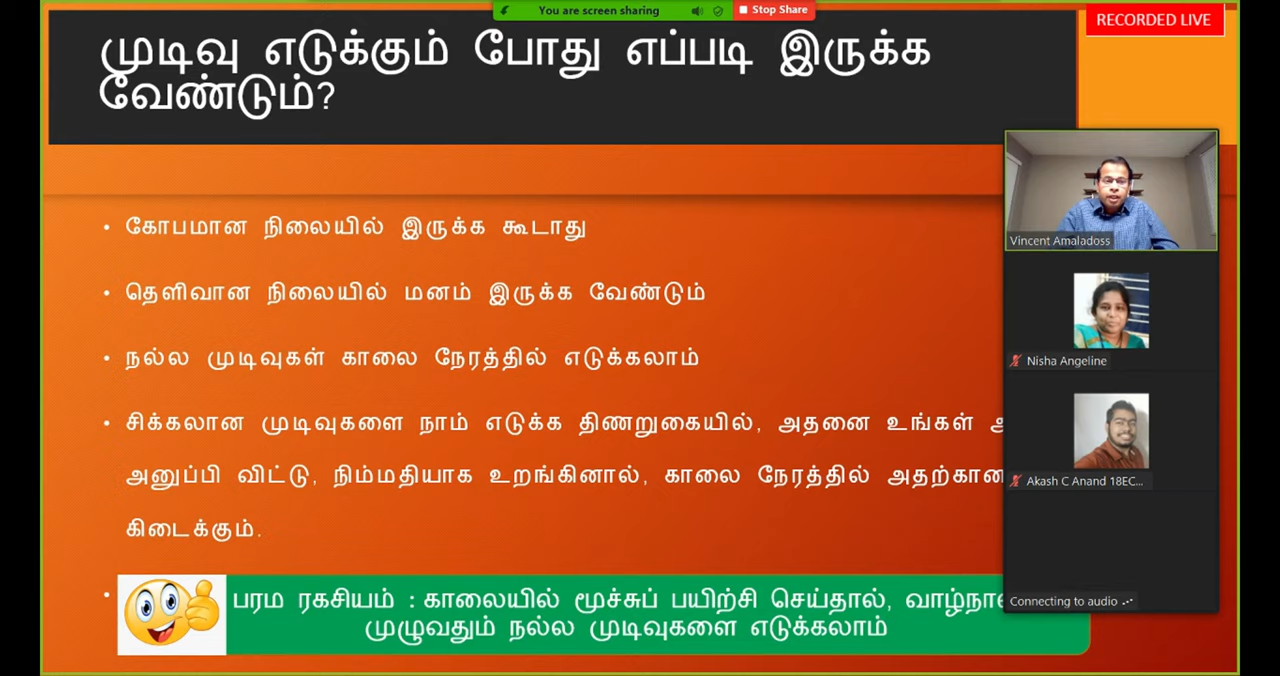 You are screen sharing
Stop Share
RECORDED LIVE
முடிவு எடுக்கும் போது எப்படி இருக்க
வேண்டும்?
• கோபமான நிலையில் இருக்க கூடாது
• தெளிவான நிலையில் மனம் இருக்க வேண்டும்
• நல்ல முடிவுகள் காலை நேரத்தில் எடுக்கலாம்
• சிக்கலான முடிவுகளை நாம் எடுக்க திணறுகையில், அதனை உங்கள்
அனுப்பி விட்டு, நிம்மதியாக உறங்கினால், காலை நேரத்தில்
கிடைக்கும்.
பரம ரகசியம் : காலையில் மூச்சுப் பயிற்சி செய்தால்,
முழுவதும் நல்ல முடிவுகளை எடுக்கலாம்
Vincent Amaladoss
Nisha Angeline
Akash C Anand 18EC...
Connecting to audio